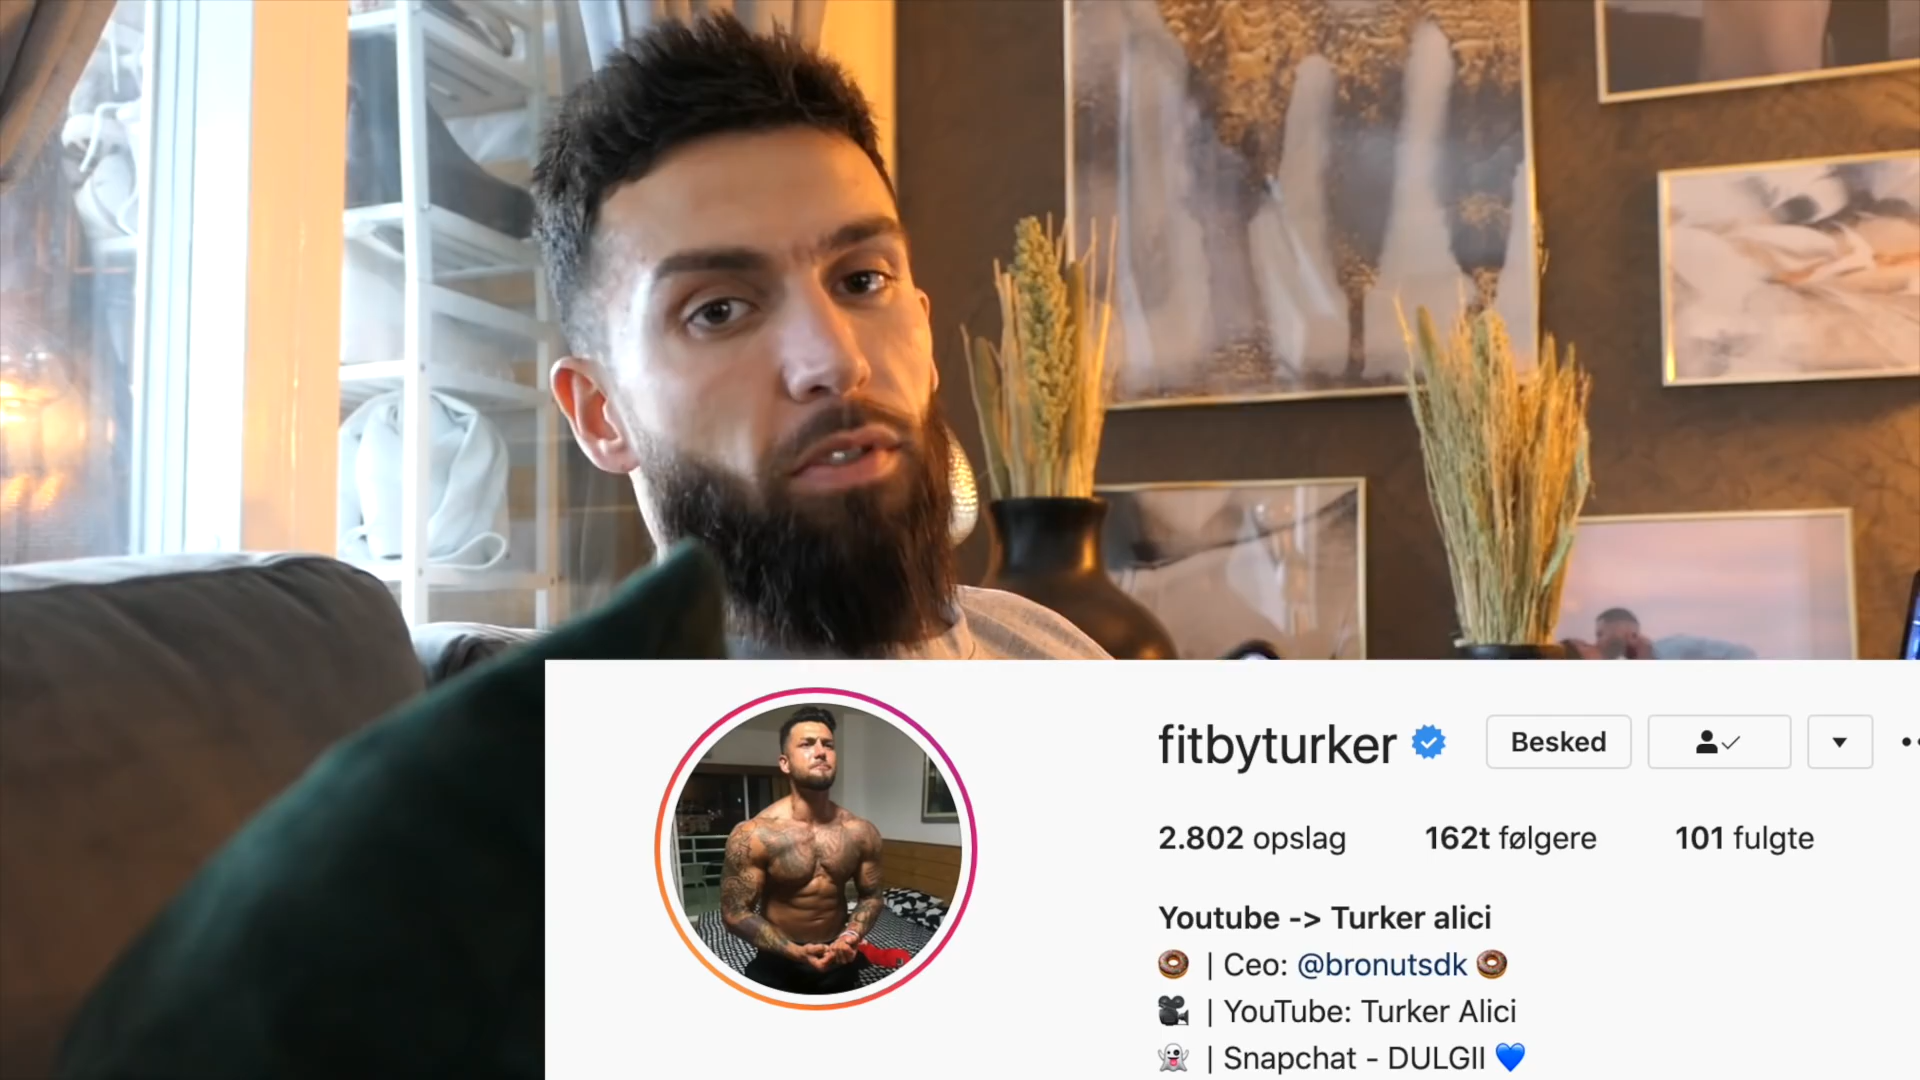 fitbyturker Besked
2.802 opslag 162t følgere 101 fulgte
Youtube -> Turker alici
🍩 | Ceo: @bronutsdk 🍩
🎥 | YouTube: Turker Alici
👻 | Snapchat - DULGII 💙